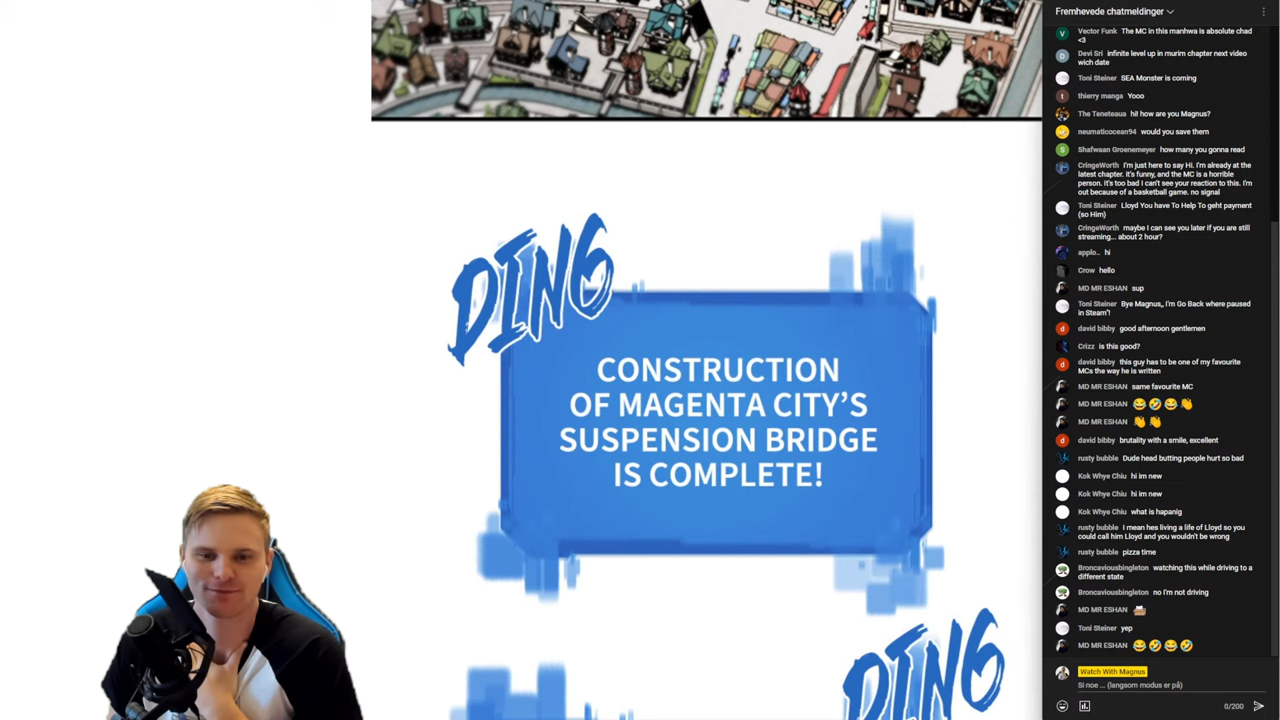 DING
CONSTRUCTION
OF MAGENTA CITY'S
SUSPENSION BRIDGE
IS COMPLETE!
DING
Fremhevede chatmeldinger
Vector Funk The MC in this manhwa is absolute chad
<3
Devi Sri infinite level up in murim chapter next video
wich date
Toni Steiner SEA Monster is coming
thierry manga Yooo
The Teneteaua hi! how are you Magnus?
neumaticocean94 would you save them
Shafwaan Groenemeyer how many you gonna read
CringeWorth I'm just here to say Hi. I'm already at the
latest chapter. it's funny, and the MC is a horrible
person. it's too bad I can't see your reaction to this. I'm
out because of a basketball game. no signal
Toni Steiner Lloyd You have To Help To geht payment
(so Him)
CringeWorth maybe I can see you later if you are still
streaming... about 2 hour?
applo.. hi
Crow hello
MD MR ESHAN sup
Toni Steiner Bye Magnus,, I'm Go Back where paused
in Steam"!
david bibby good afternoon gentlemen
Crizz is this good?
david bibby this guy has to be one of my favourite
MCs the way he is written
MD MR ESHAN same favourite MC
MD MR ESHAN 😂🤣😂👏
MD MR ESHAN 👏👏
david bibby brutality with a smile, excellent
rusty bubble Dude head butting people hurt so bad
Kok Whye Chiu hi im new
Kok Whye Chiu hi im new
Kok Whye Chiu what is hapanig
rusty bubble I mean hes living a life of Lloyd so you
could call him Lloyd and you wouldn't be wrong
rusty bubble pizza time
Broncaviousbingleton watching this while driving to a
different state
Broncaviousbingleton no I'm not driving
MD MR ESHAN
Toni Steiner yep
MD MR ESHAN 😂🤣😂🤣
Watch With Magnus
Si noe ... (langsom modus er på)
0/200